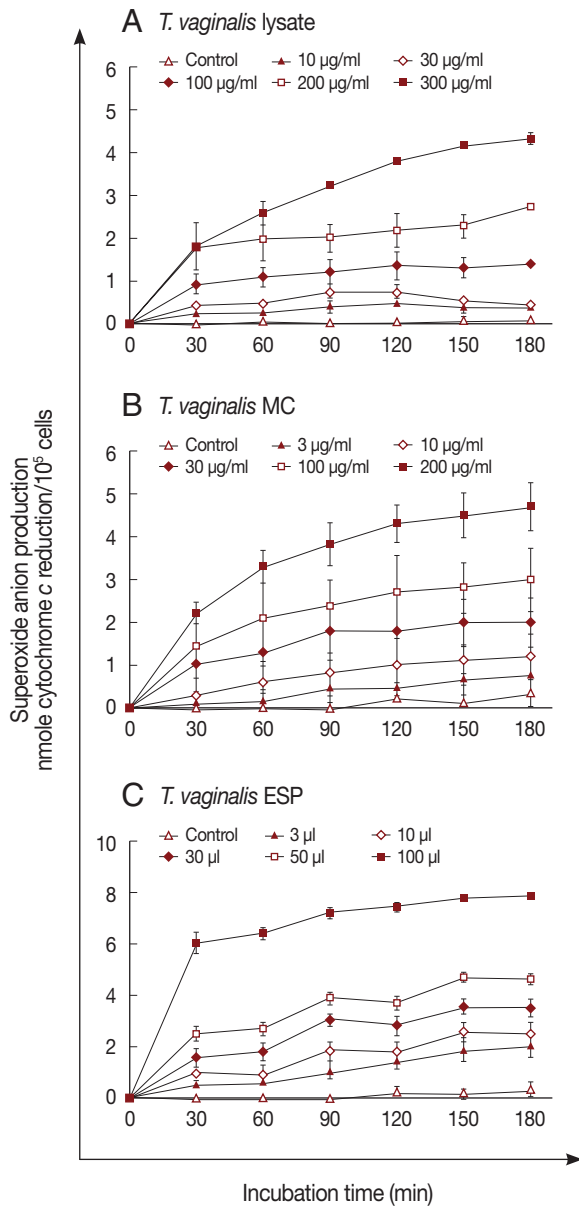 A T. vaginalis lysate
Control 10 µg/ml 30 µg/ml
100 µg/ml 200 µg/ml 300 µg/ml
6
5
4
3
2
1
0
0 30 60 90 120 150 180
B T. vaginalis MC
Control 3 µg/ml 10 µg/ml
30 µg/ml 100 µg/ml 200 µg/ml
6
5
4
3
2
1
0
0 30 60 90 120 150 180
C T. vaginalis ESP
Control 3 µl 10 µl
30 µl 50 µl 100 µl
10
8
6
4
2
0
0 30 60 90 120 150 180
Superoxide anion production
nmole cytochrome c reduction/10⁵ cells
Incubation time (min)